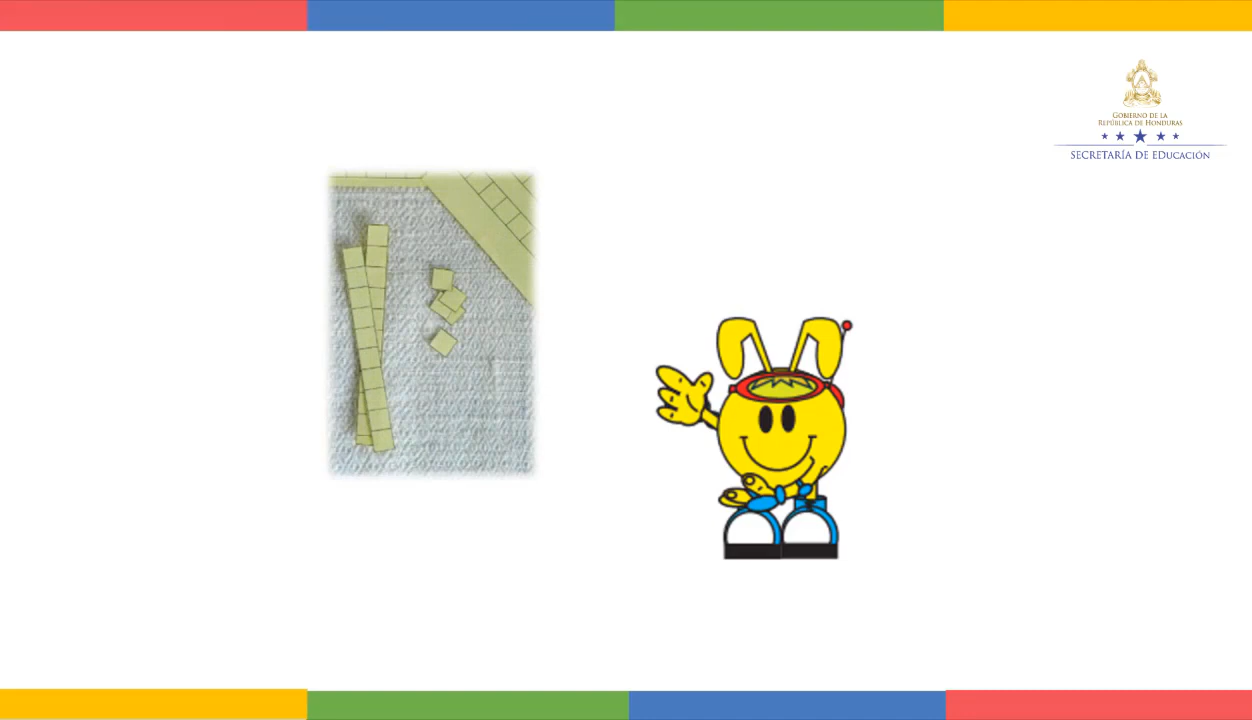 GOBIERNO DE LA
REPÚBLICA DE HONDURAS
SECRETARÍA DE EDUCACIÓN